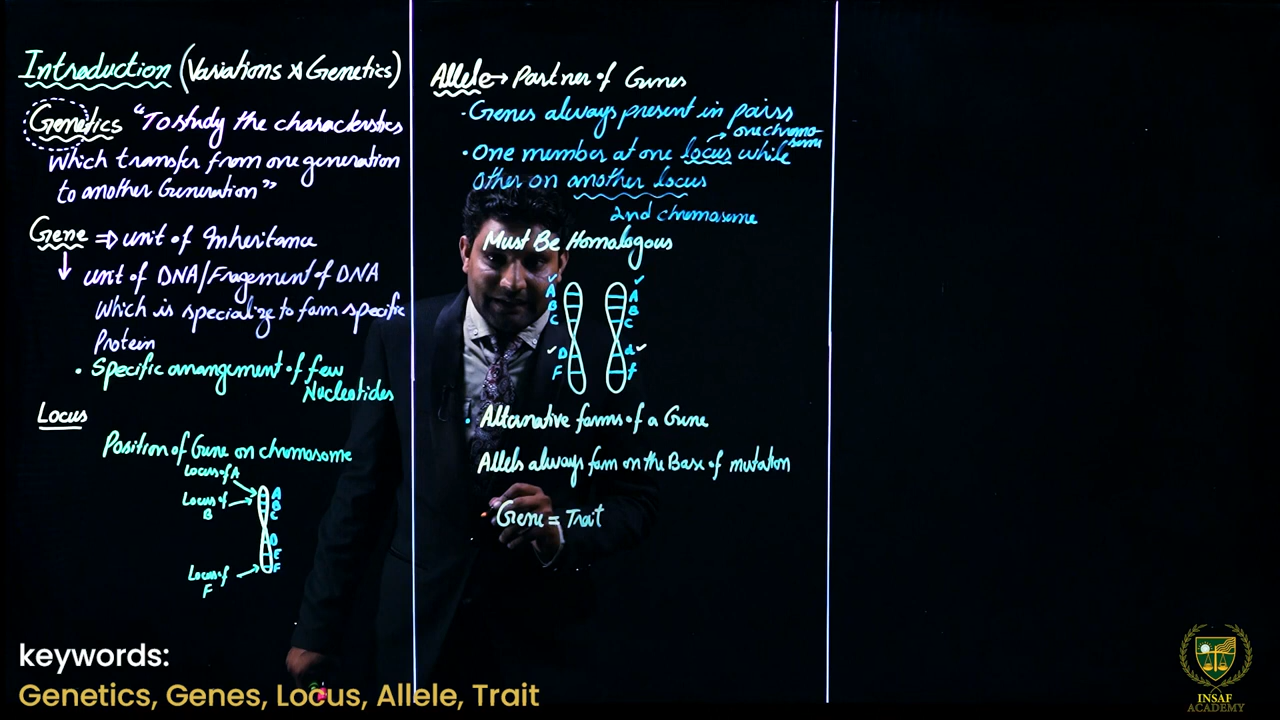 Introduction (Variations & Genetics)
Genetics "To study the characteristics
Which transfer from one generation
to another Generation"
Gene ⇒ unit of Inheritance
↓ unit of DNA/Fragement of DNA
Which is specialize to form specific
Protein
• Specific arrangement of few
Nucleotides
Locus
Position of Gene on chromosome
Locus of A
Locus of
B
A
B
C
D
E
F
Locus of
F
Allele → Partner of Genes
• Genes always present in pairs
→ one chromo-
some
• One member at one locus while
Other on another locus
2nd chromosome
Must Be Homologous
A
B
C
D
F
A
B
C
d
f
• Alternative forms of a Gene
Allels always form on the Base of mutation
Gene = Trait
keywords:
Genetics, Genes, Locus, Allele, Trait
INSAF
ACADEMY